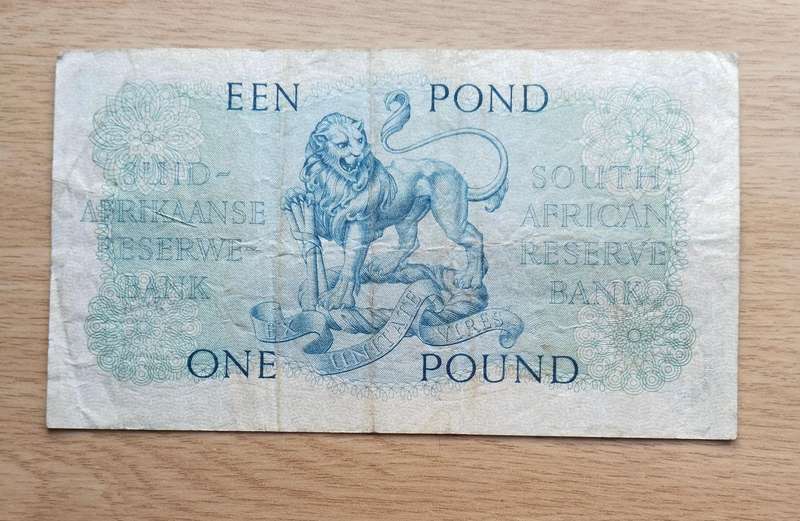 EEN POND
SUID-
AFRIKAANSE
RESERWE-
BANK
SOUTH
AFRICAN
RESERVE
BANK
EX UNITATE VIRES
ONE POUND